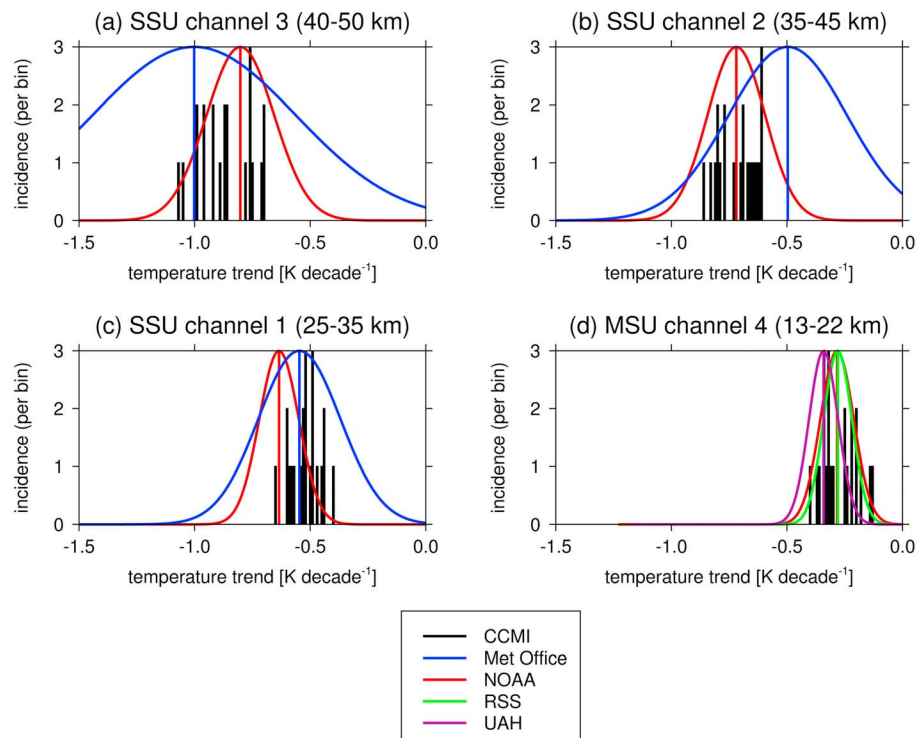 (a) SSU channel 3 (40-50 km)
(b) SSU channel 2 (35-45 km)
3
2
1
0
incidence (per bin)
-1.5 -1.0 -0.5 0.0
temperature trend [K decade⁻¹]
3
2
1
0
incidence (per bin)
-1.5 -1.0 -0.5 0.0
temperature trend [K decade⁻¹]
(c) SSU channel 1 (25-35 km)
(d) MSU channel 4 (13-22 km)
3
2
1
0
incidence (per bin)
-1.5 -1.0 -0.5 0.0
temperature trend [K decade⁻¹]
3
2
1
0
incidence (per bin)
-1.5 -1.0 -0.5 0.0
temperature trend [K decade⁻¹]
CCMI
Met Office
NOAA
RSS
UAH